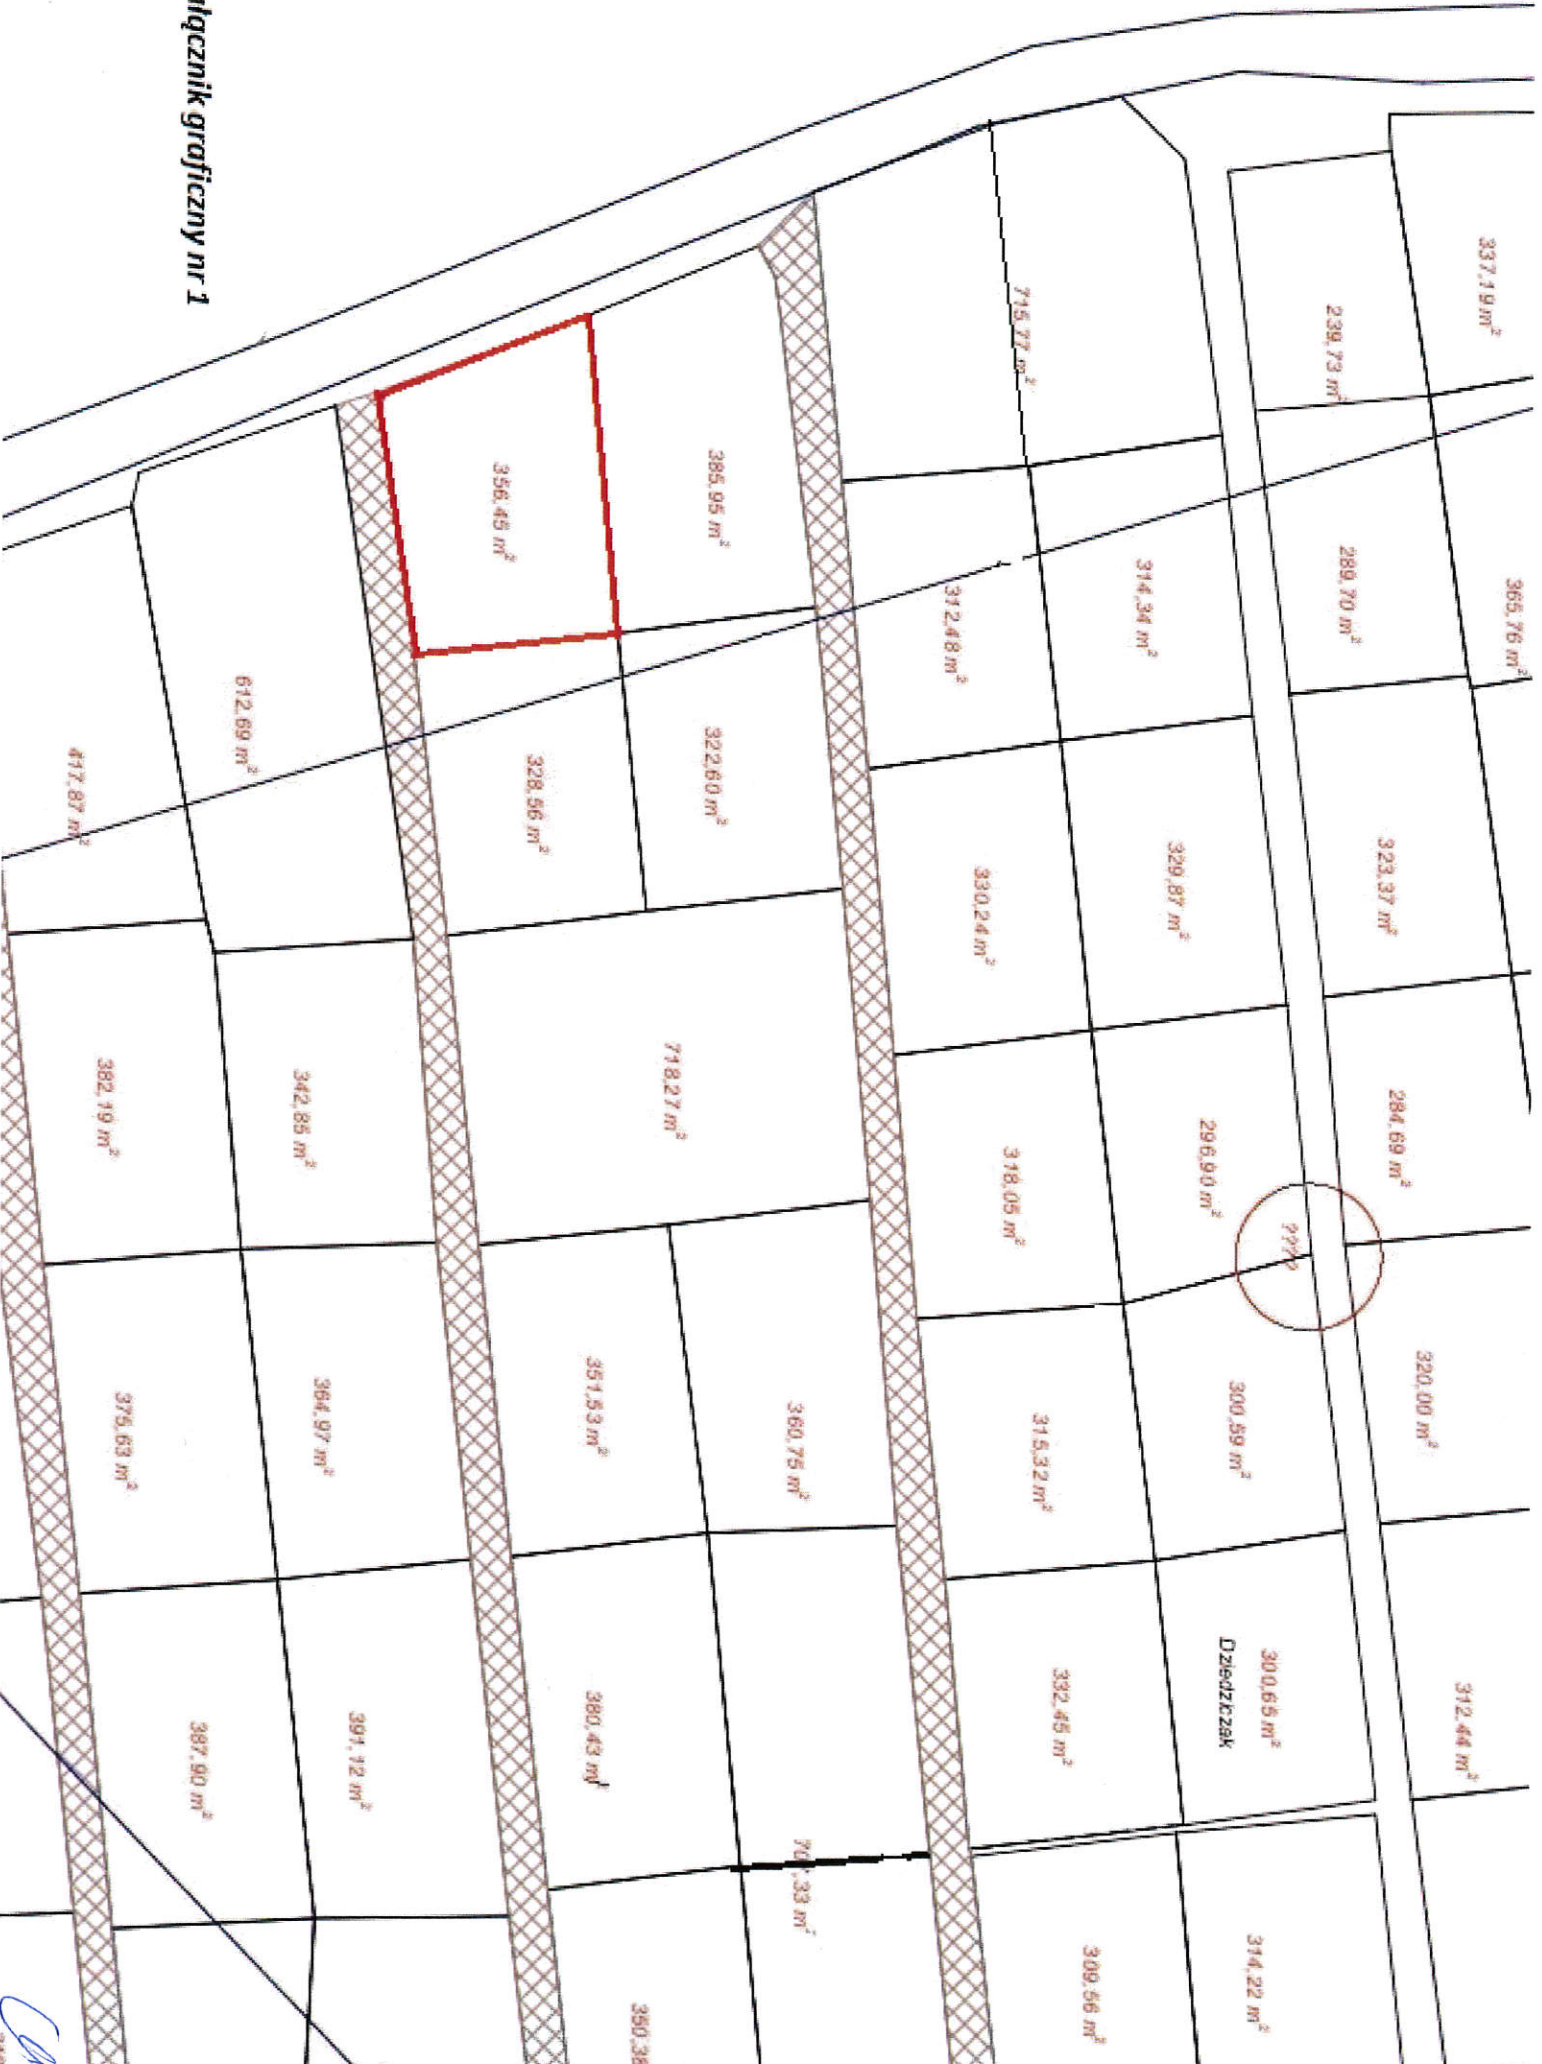 łącznik graficzny nr 1
337,19 m²
239,73 m²
715,77 m²
385,95 m²
356,45 m²
365,76 m²
289,70 m²
314,34 m²
312,48 m²
322,60 m²
328,56 m²
612,69 m²
417,87 m²
323,37 m²
329,87 m²
330,24 m²
284,69 m²
296,90 m²
318,05 m²
718,27 m²
342,85 m²
382,19 m²
????
320,00 m²
300,59 m²
315,32 m²
360,75 m²
351,53 m²
364,97 m²
375,63 m²
312,44 m²
300,65 m²
Dziedziczak
332,45 m²
380,43 m²
391,12 m²
387,90 m²
314,22 m²
309,56 m²
350,38